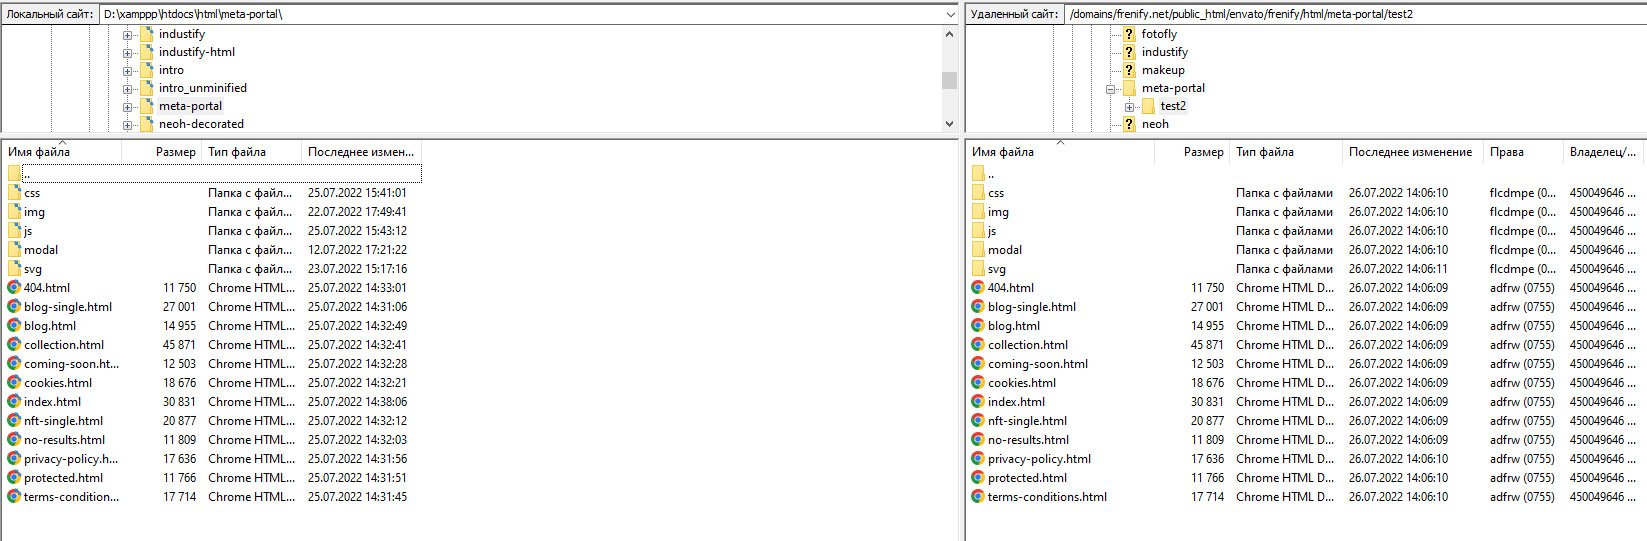 Локальный сайт: D:\xampp\htdocs\html\meta-portal\
industify
industify-html
intro
intro_unminified
meta-portal
neoh-decorated
Имя файла Размер Тип файла Последнее измен...
..
css Папка с файл... 25.07.2022 15:41:01
img Папка с файл... 22.07.2022 17:49:41
js Папка с файл... 25.07.2022 15:43:12
modal Папка с файл... 12.07.2022 17:21:22
svg Папка с файл... 23.07.2022 15:17:16
404.html 11 750 Chrome HTML... 25.07.2022 14:33:01
blog-single.html 27 001 Chrome HTML... 25.07.2022 14:31:06
blog.html 14 955 Chrome HTML... 25.07.2022 14:32:49
collection.html 45 871 Chrome HTML... 25.07.2022 14:32:41
coming-soon.ht... 12 503 Chrome HTML... 25.07.2022 14:32:28
cookies.html 18 676 Chrome HTML... 25.07.2022 14:32:21
index.html 30 831 Chrome HTML... 25.07.2022 14:38:06
nft-single.html 20 877 Chrome HTML... 25.07.2022 14:32:12
no-results.html 11 809 Chrome HTML... 25.07.2022 14:32:03
privacy-policy.h... 17 636 Chrome HTML... 25.07.2022 14:31:56
protected.html 11 766 Chrome HTML... 25.07.2022 14:31:51
terms-condition... 17 714 Chrome HTML... 25.07.2022 14:31:45
Удаленный сайт: /domains/frenify.net/public_html/envato/frenify/html/meta-portal/test2
fotofly
industify
makeup
meta-portal
test2
neoh
Имя файла Размер Тип файла Последнее изменение Права Владелец/...
..
css Папка с файлами 26.07.2022 14:06:10 flcdmpe (0... 450049646 ...
img Папка с файлами 26.07.2022 14:06:10 flcdmpe (0... 450049646 ...
js Папка с файлами 26.07.2022 14:06:10 flcdmpe (0... 450049646 ...
modal Папка с файлами 26.07.2022 14:06:10 flcdmpe (0... 450049646 ...
svg Папка с файлами 26.07.2022 14:06:11 flcdmpe (0... 450049646 ...
404.html 11 750 Chrome HTML D... 26.07.2022 14:06:09 adfrw (0755) 450049646 ...
blog-single.html 27 001 Chrome HTML D... 26.07.2022 14:06:09 adfrw (0755) 450049646 ...
blog.html 14 955 Chrome HTML D... 26.07.2022 14:06:09 adfrw (0755) 450049646 ...
collection.html 45 871 Chrome HTML D... 26.07.2022 14:06:09 adfrw (0755) 450049646 ...
coming-soon.html 12 503 Chrome HTML D... 26.07.2022 14:06:09 adfrw (0755) 450049646 ...
cookies.html 18 676 Chrome HTML D... 26.07.2022 14:06:09 adfrw (0755) 450049646 ...
index.html 30 831 Chrome HTML D... 26.07.2022 14:06:09 adfrw (0755) 450049646 ...
nft-single.html 20 877 Chrome HTML D... 26.07.2022 14:06:09 adfrw (0755) 450049646 ...
no-results.html 11 809 Chrome HTML D... 26.07.2022 14:06:09 adfrw (0755) 450049646 ...
privacy-policy.html 17 636 Chrome HTML D... 26.07.2022 14:06:10 adfrw (0755) 450049646 ...
protected.html 11 766 Chrome HTML D... 26.07.2022 14:06:10 adfrw (0755) 450049646 ...
terms-conditions.html 17 714 Chrome HTML D... 26.07.2022 14:06:10 adfrw (0755) 450049646 ...